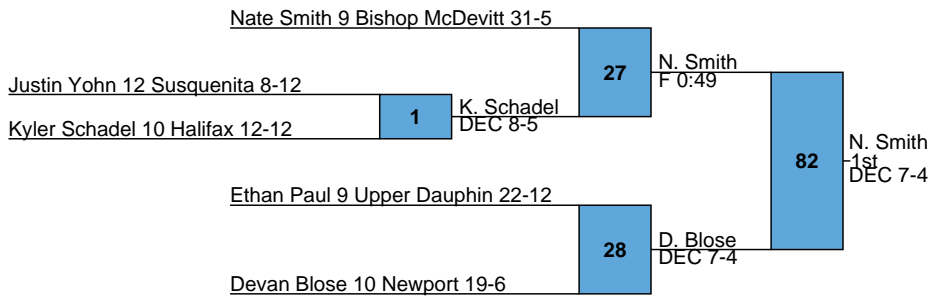 Nate Smith 9 Bishop McDevitt 31-5
27
N. Smith
F 0:49
Justin Yohn 12 Susquenita 8-12
1
K. Schadel
DEC 8-5
Kyler Schadel 10 Halifax 12-12
82
N. Smith
1st
DEC 7-4
Ethan Paul 9 Upper Dauphin 22-12
28
D. Blose
DEC 7-4
Devan Blose 10 Newport 19-6